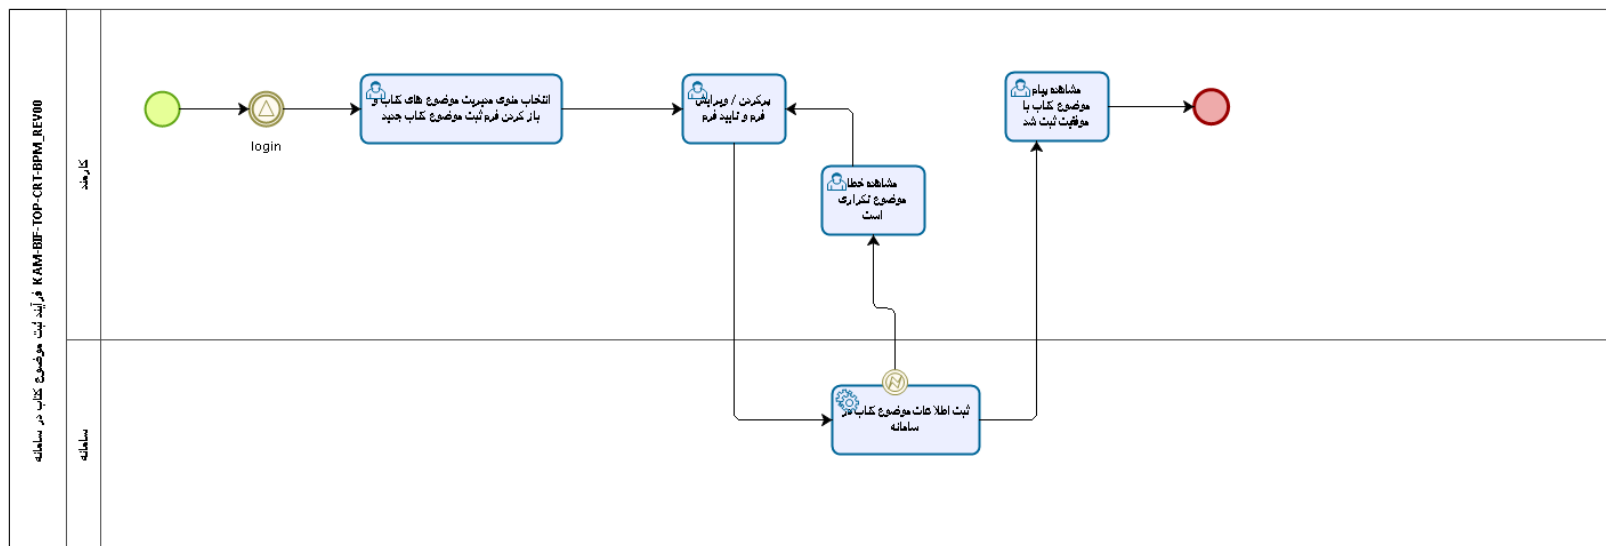 KAM-BIF-TOP-CRT-BPM_REV00 فرآیند ثبت موضوع کتاب در سامانه
کارمند
login
انتخاب منوی مدیریت موضوع های کتاب و
باز کردن فرم ثبت موضوع کتاب جدید
پرکردن / ویرایش
فرم و تایید فرم
مشاهده خطا
موضوع تکراری
است
مشاهده پیام
موضوع کتاب با
موفقیت ثبت شد
سامانه
ثبت اطلاعات موضوع کتاب در
سامانه